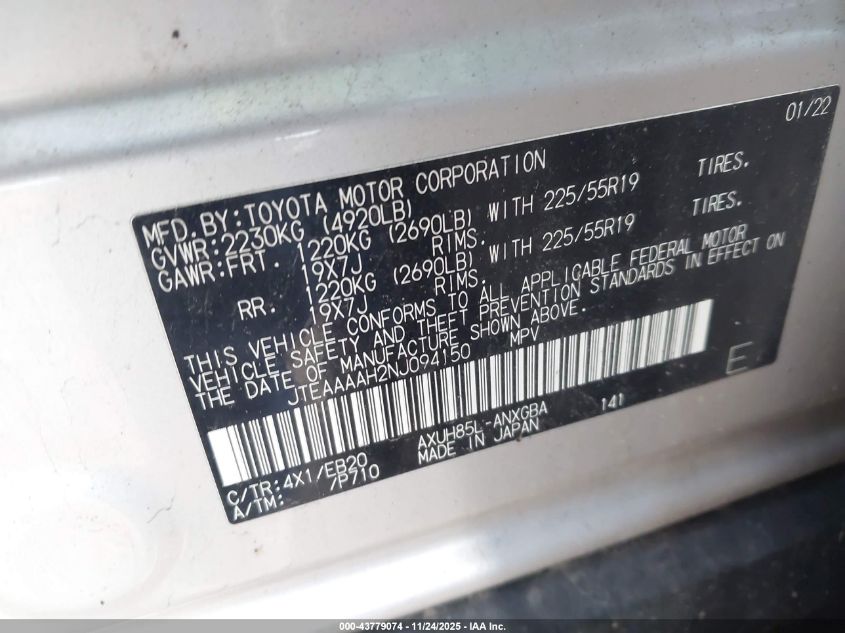 01/22
MFD. BY: TOYOTA MOTOR CORPORATION
GVWR: 2230KG (4920LB)
GAWR: FRT. 1220KG (2690LB) WITH 225/55R19 TIRES.
19X7J RIMS.
RR. 1220KG (2690LB) WITH 225/55R19 TIRES.
19X7J RIMS.
THIS VEHICLE CONFORMS TO ALL APPLICABLE FEDERAL MOTOR
VEHICLE SAFETY AND THEFT PREVENTION STANDARDS IN EFFECT ON
THE DATE OF MANUFACTURE SHOWN ABOVE.
JTEAAAAH2NJ094150 MPV
E
C/TR: 4X1/EB20 AXUH85L-ANXGBA 141
A/TM: /P710 MADE IN JAPAN
000-43779074 - 11/24/2025 - IAA Inc.